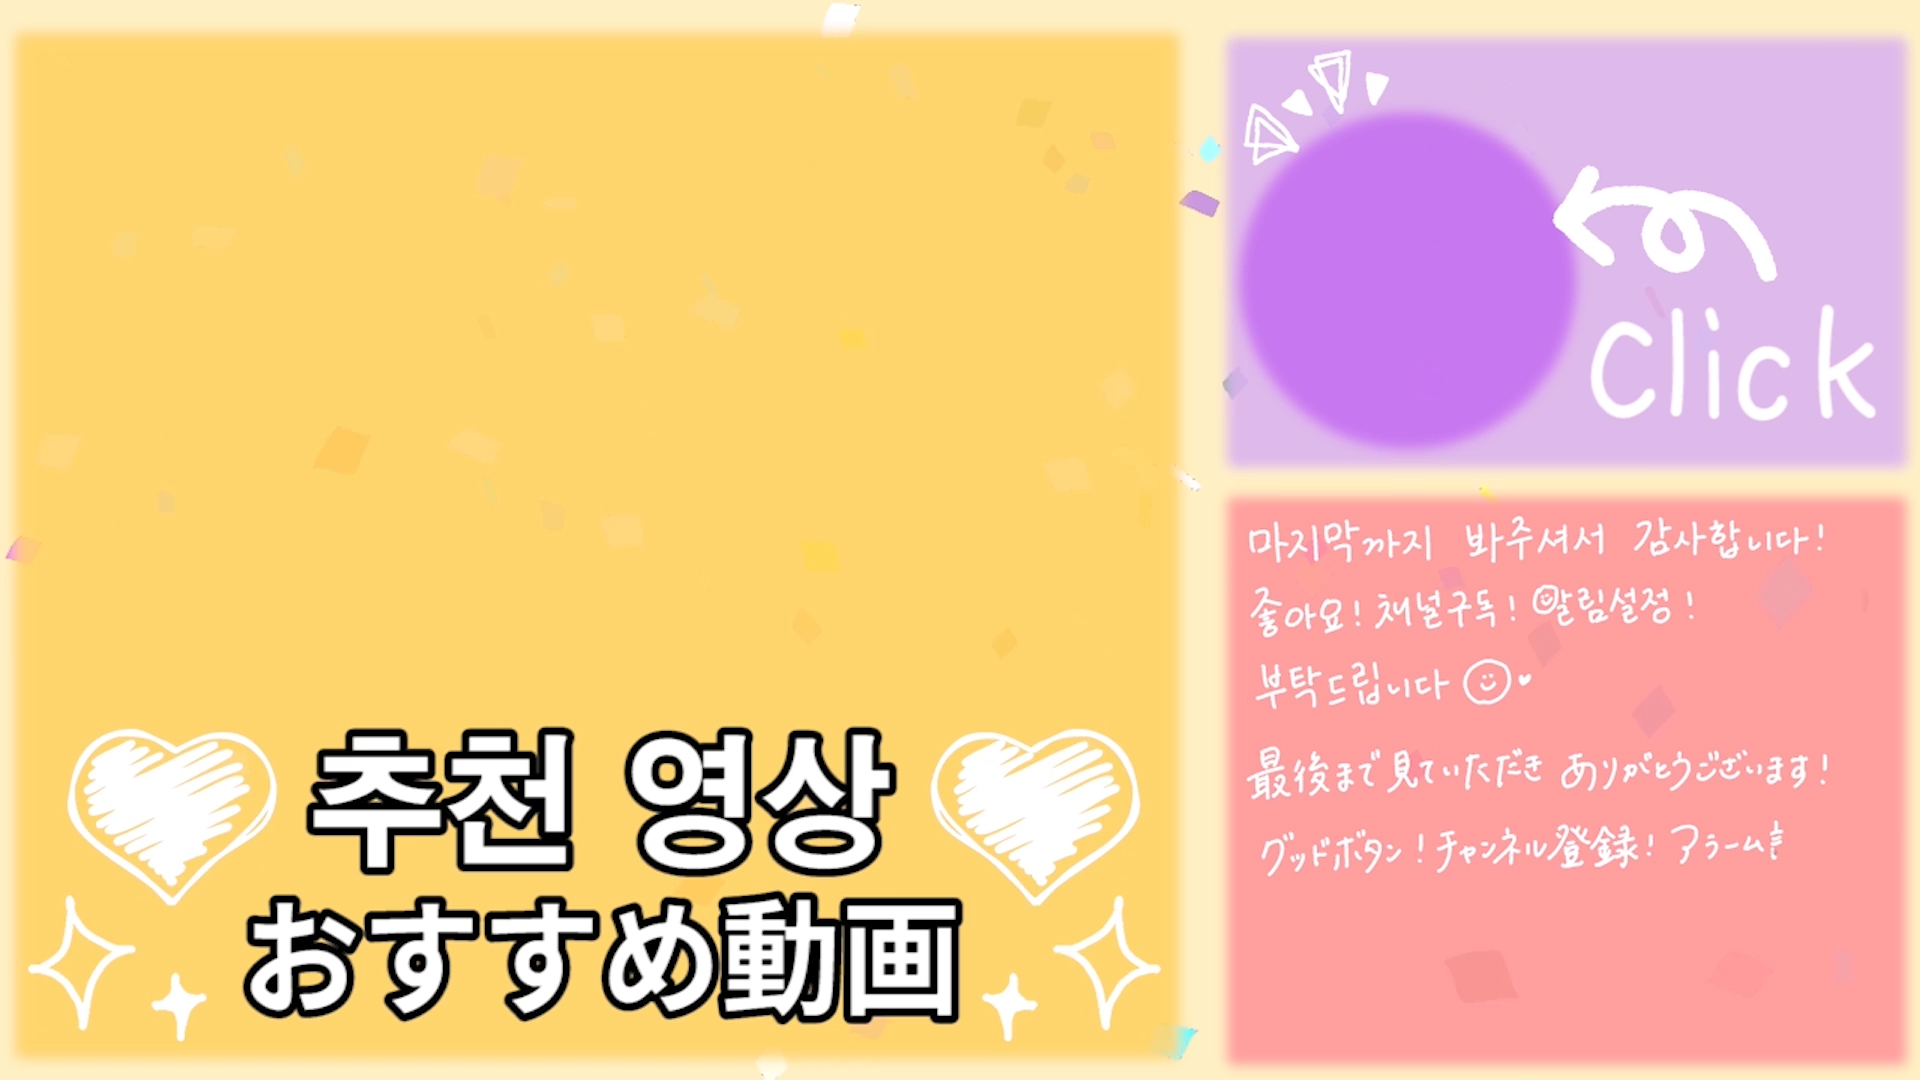 추천 영상
おすすめ動画
Click
마지막까지 봐주셔서 감사합니다!
좋아요! 채널구독! 알림설정!
부탁드립니다
最後まで見ていただき ありがとうございます!
グッドボタン!チャンネル登録! アラーム